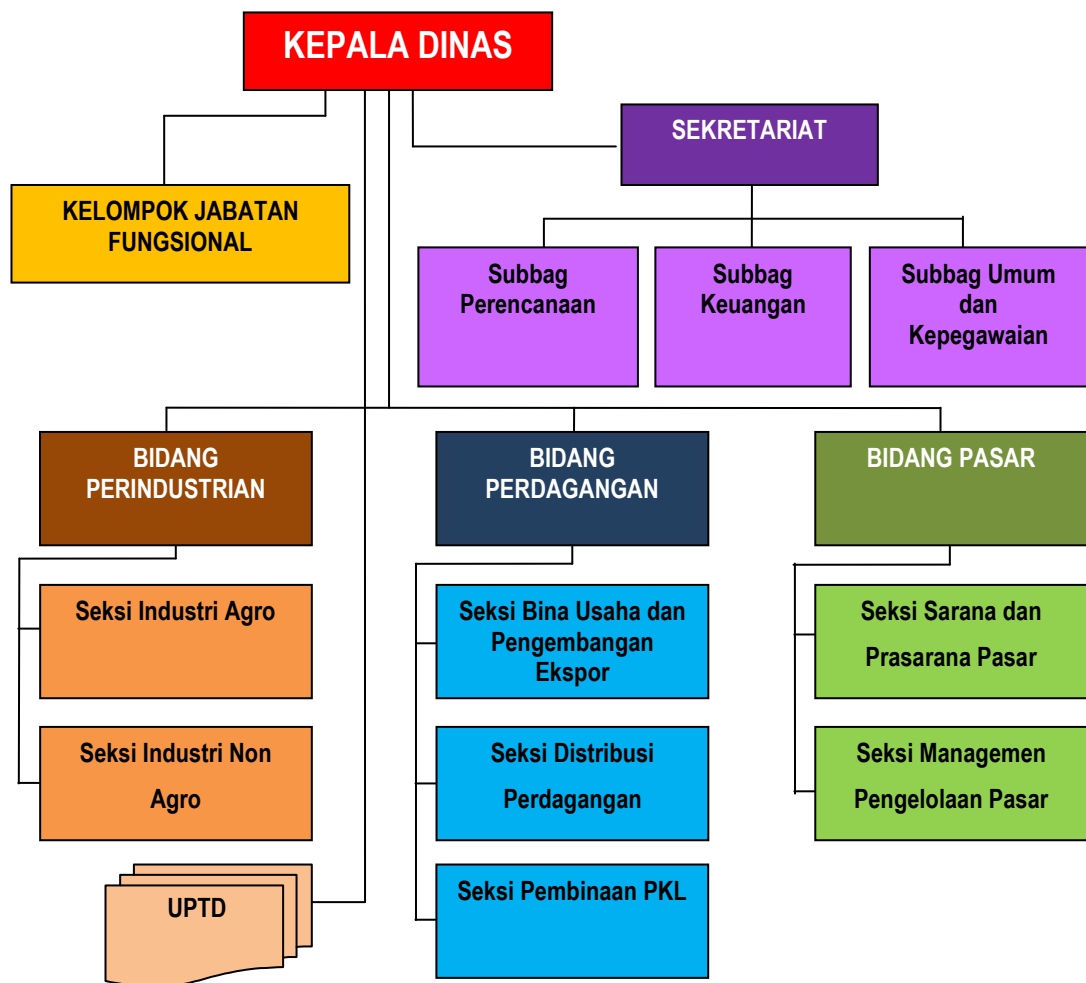 KEPALA DINAS
SEKRETARIAT
KELOMPOK JABATAN
FUNGSIONAL
Subbag
Perencanaan
Subbag
Keuangan
Subbag Umum
dan
Kepegawaian
BIDANG
PERINDUSTRIAN
BIDANG
PERDAGANGAN
BIDANG PASAR
Seksi Industri Agro
Seksi Industri Non
Agro
UPTD
Seksi Bina Usaha dan
Pengembangan
Ekspor
Seksi Distribusi
Perdagangan
Seksi Pembinaan PKL
Seksi Sarana dan
Prasarana Pasar
Seksi Managemen
Pengelolaan Pasar